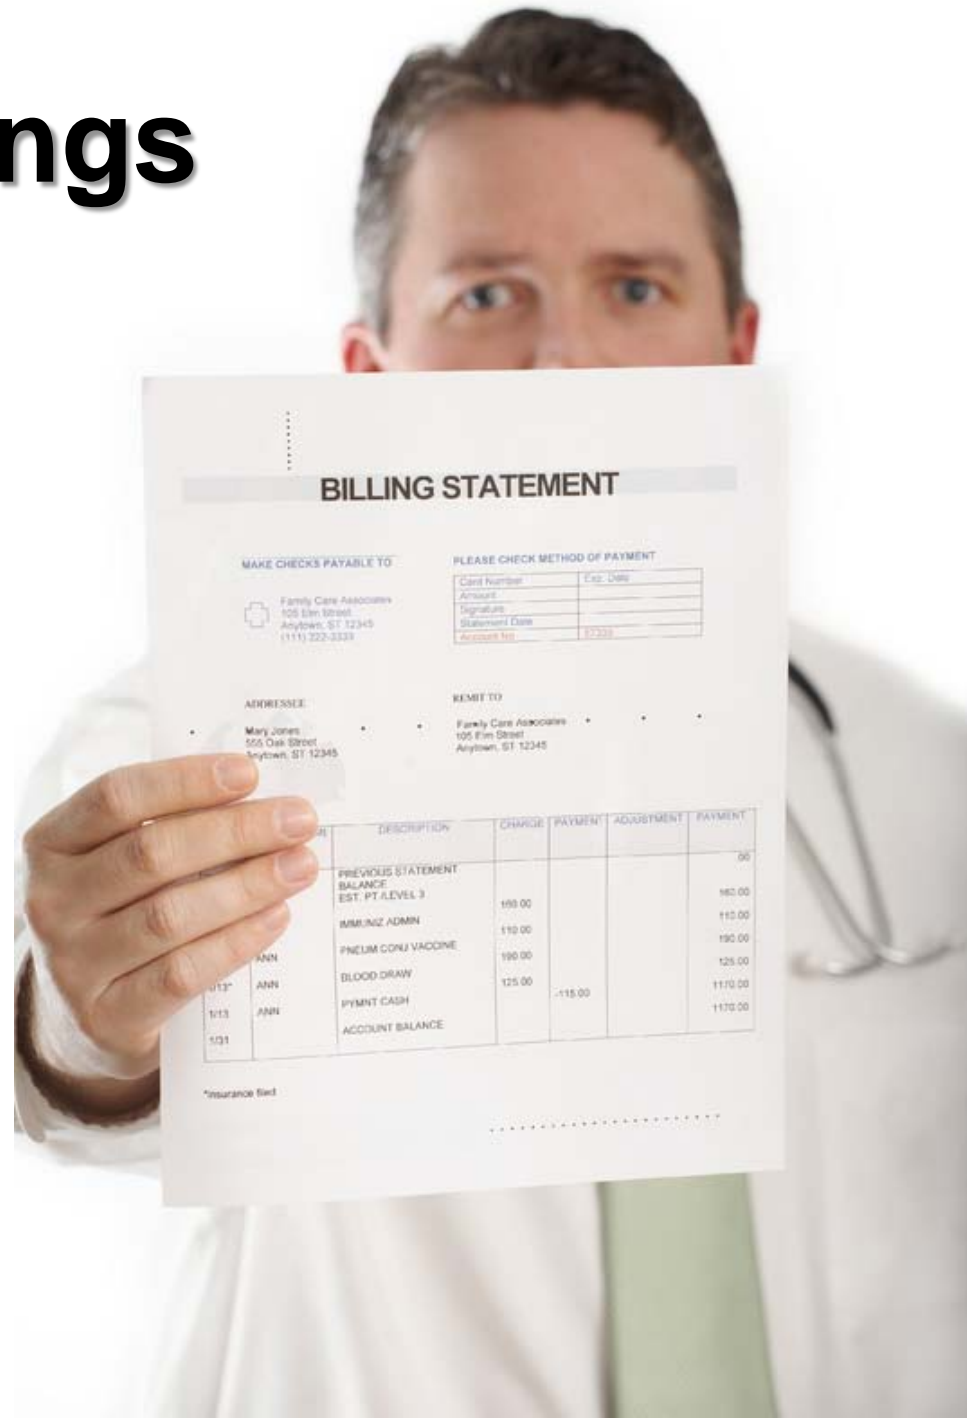 ngs
BILLING STATEMENT
MAKE CHECKS PAYABLE TO
Family Care Associates
105 Elm Street
Anytown, ST 12345
(111) 222-3333
PLEASE CHECK METHOD OF PAYMENT
Card Number Exp. Date
Amount
Signature
Statement Date
Account No.
ADDRESSEE
Mary Jones
555 Oak Street
Anytown, ST 12345
REMIT TO
Family Care Associates
105 Elm Street
Anytown, ST 12345
DESCRIPTION CHARGE PAYMENT ADJUSTMENT PAYMENT
PREVIOUS STATEMENT 00
BALANCE
EST. PT./LEVEL 3 160.00 160.00
IMMUNIZ ADMIN 110.00 110.00
ANN PNEUM CONJ VACCINE 190.00 190.00
ANN BLOOD DRAW 125.00 125.00
1/13 ANN PYMNT CASH -115.00 1170.00
1/31 ACCOUNT BALANCE 1170.00
*insurance filed